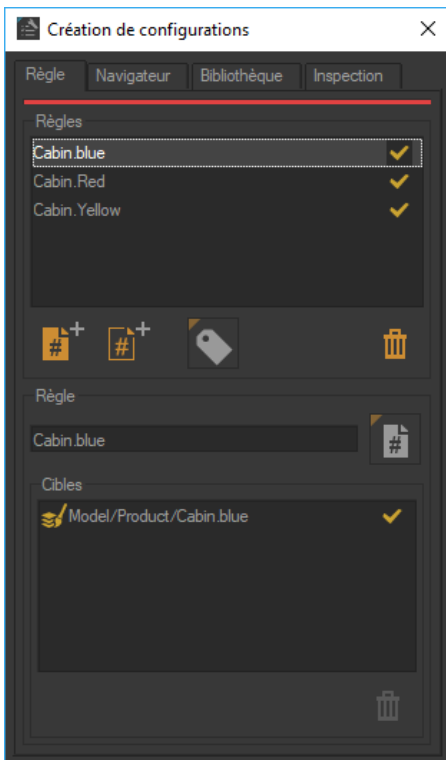 Création de configurations
Règle Navigateur Bibliothèque Inspection
Règles
Cabin.blue
Cabin.Red
Cabin.Yellow
Règle
Cabin.blue
Cibles
Model/Product/Cabin.blue